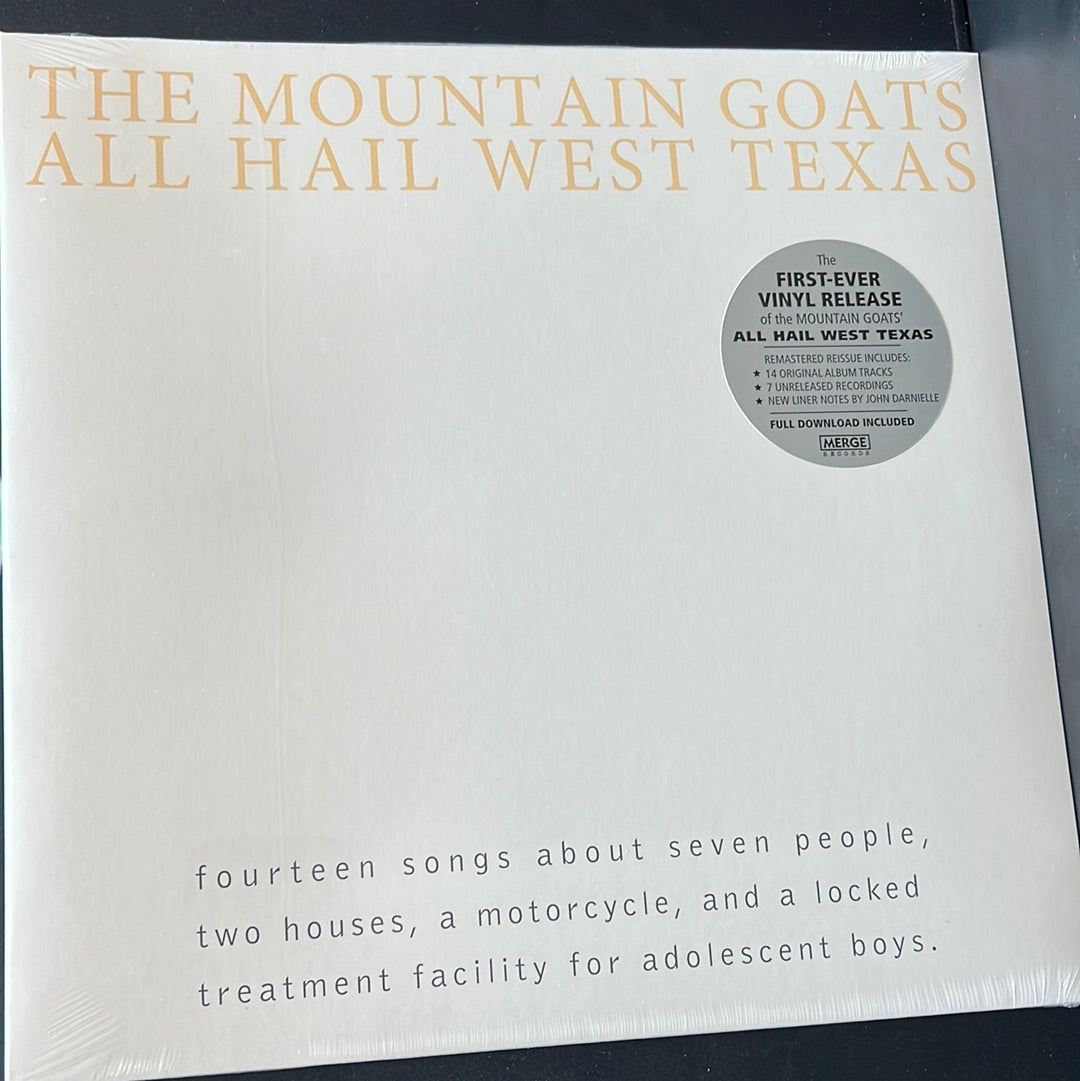 THE MOUNTAIN GOATS
ALL HAIL WEST TEXAS
The
FIRST-EVER
VINYL RELEASE
of the MOUNTAIN GOATS'
ALL HAIL WEST TEXAS
REMASTERED REISSUE INCLUDES:
★ 14 ORIGINAL ALBUM TRACKS
★ 7 UNRELEASED RECORDINGS
★ NEW LINER NOTES BY JOHN DARNIELLE
FULL DOWNLOAD INCLUDED
MERGE
RECORDS
fourteen songs about seven people,
two houses, a motorcycle, and a locked
treatment facility for adolescent boys.